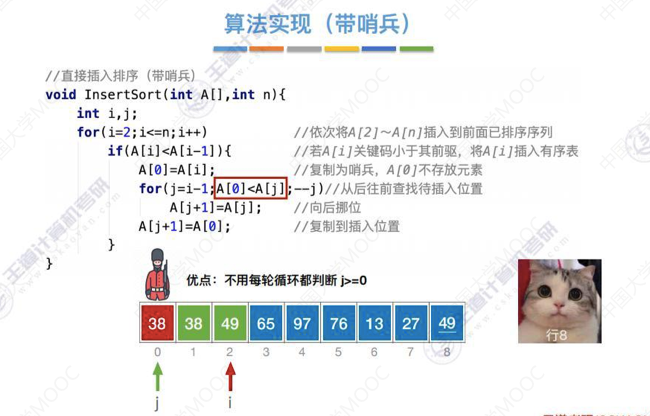 算法实现（带哨兵）
//直接插入排序（带哨兵）
void InsertSort(int A[],int n){
int i,j;
for(i=2;i<=n;i++) //依次将A[2]～A[n]插入到前面已排序序列
if(A[i]<A[i-1]){ //若A[i]关键码小于其前驱，将A[i]插入有序表
A[0]=A[i]; //复制为哨兵，A[0]不存放元素
for(j=i-1;A[0]<A[j];--j)//从后往前查找待插入位置
A[j+1]=A[j]; //向后挪位
A[j+1]=A[0]; //复制到插入位置
}
}
优点：不用每轮循环都判断 j>=0
38 38 49 65 97 76 13 27 49
0 1 2 3 4 5 6 7 8
j i
行8
王道计算机考研
中国大学MOOC